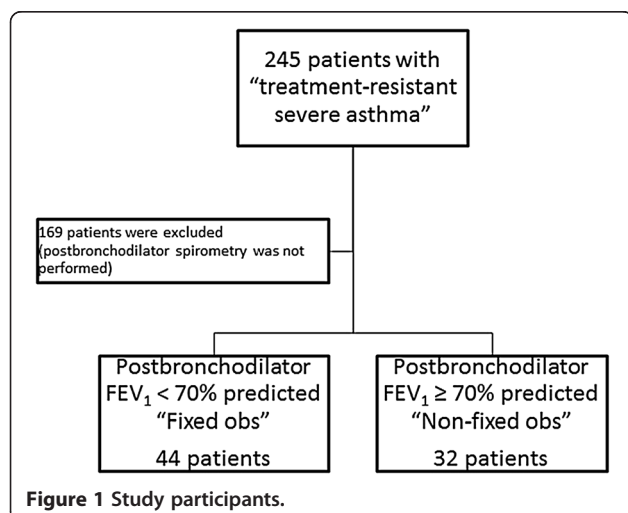 245 patients with
“treatment-resistant
severe asthma”
169 patients were excluded
(postbronchodilator spirometry was not
performed)
Postbronchodilator
FEV₁ < 70% predicted
“Fixed obs”
44 patients
Postbronchodilator
FEV₁ ≥ 70% predicted
“Non-fixed obs”
32 patients
Figure 1 Study participants.